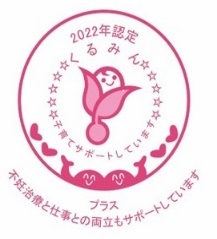 2022年認定
くるみん
子育てサポートしています
プラス
不妊治療と仕事との両立もサポートしています